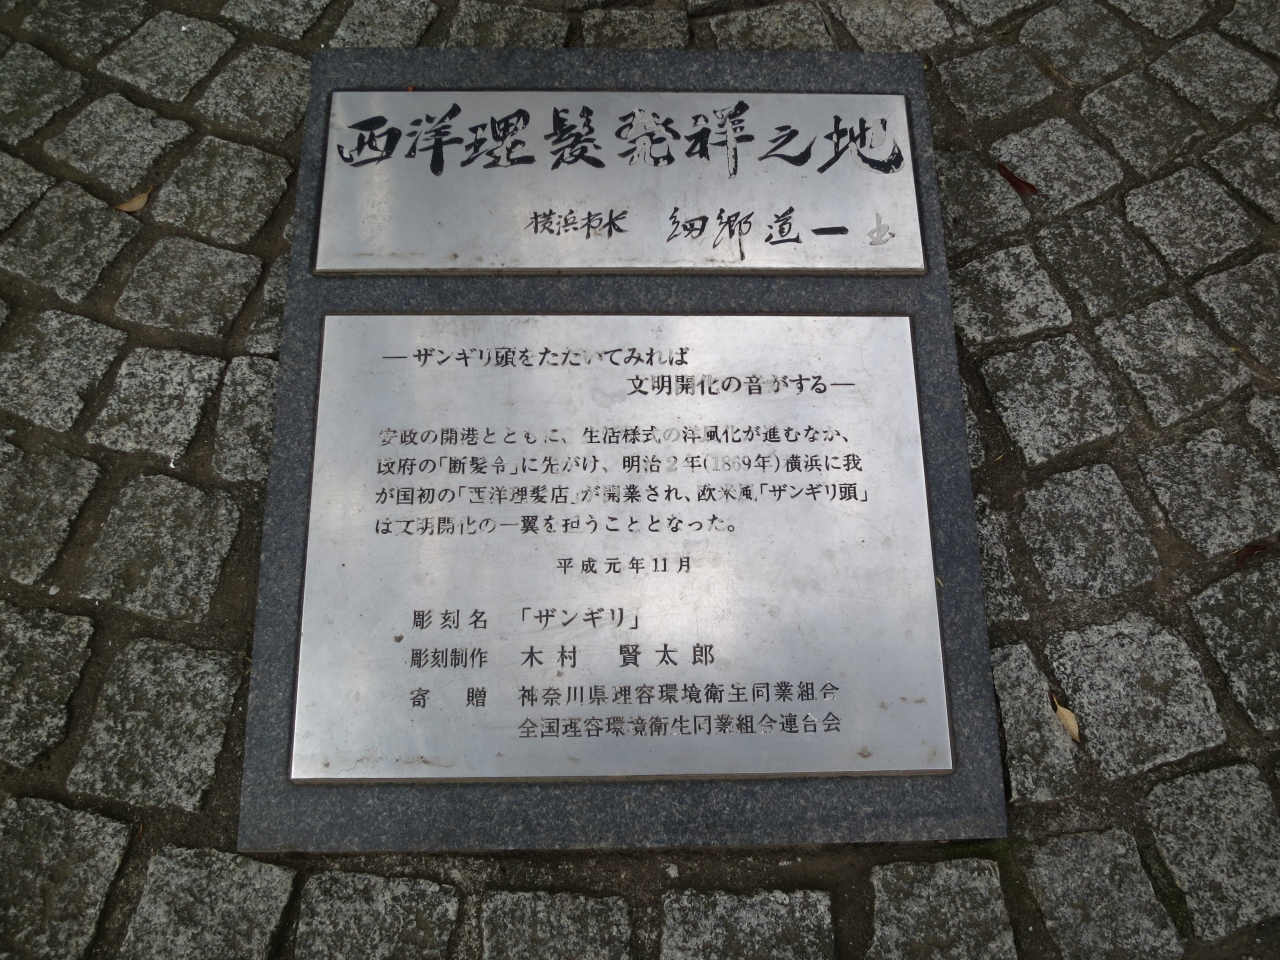 西洋理髪発祥之地
横浜市長 細郷道一 書
―ザンギリ頭をたたいてみれば
文明開化の音がする―
安政の開港とともに、生活様式の洋風化が進むなか、
政府の「断髪令」に先がけ、明治2年(1869年)横浜に我
が国初の「西洋理髪店」が開業され、欧米風「ザンギリ頭」
は文明開化の一翼を担うこととなった。
平成元年11月
彫刻名 「ザンギリ」
彫刻制作 木村 賢太郎
寄贈 神奈川県理容環境衛生同業組合
全国理容環境衛生同業組合連合会